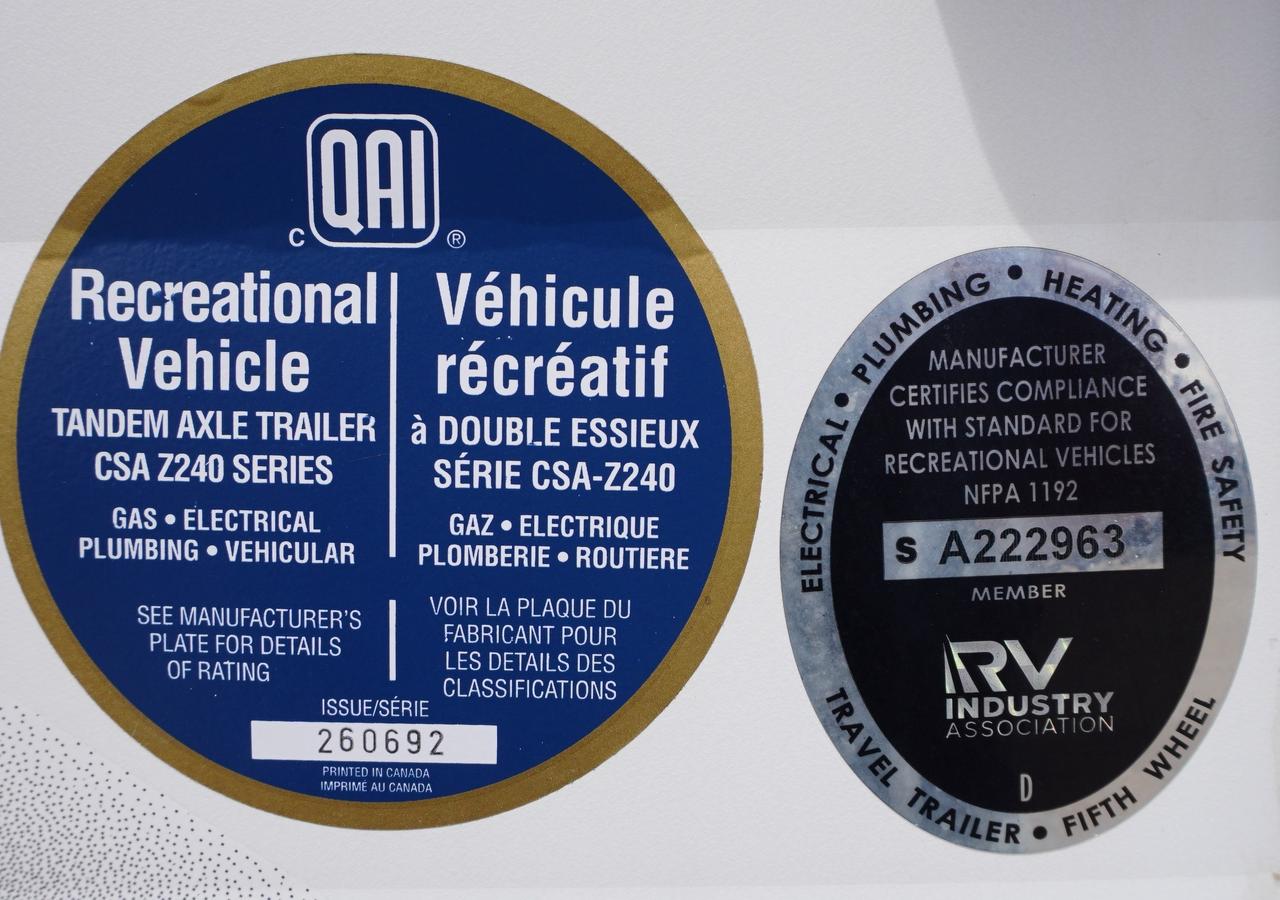 QAI
C ®
Recreational
Vehicle
TANDEM AXLE TRAILER
CSA Z240 SERIES
GAS • ELECTRICAL
PLUMBING • VEHICULAR
SEE MANUFACTURER'S
PLATE FOR DETAILS
OF RATING
Véhicule
récréatif
à DOUBLE ESSIEUX
SÉRIE CSA-Z240
GAZ • ELECTRIQUE
PLOMBERIE • ROUTIERE
VOIR LA PLAQUE DU
FABRICANT POUR
LES DETAILS DES
CLASSIFICATIONS
ISSUE/SÉRIE
260692
PRINTED IN CANADA
IMPRIMÉ AU CANADA
ELECTRICAL • PLUMBING • HEATING • FIRE SAFETY
MANUFACTURER
CERTIFIES COMPLIANCE
WITH STANDARD FOR
RECREATIONAL VEHICLES
NFPA 1192
S A222963
MEMBER
RV
INDUSTRY
ASSOCIATION
D
TRAVEL TRAILER • FIFTH WHEEL